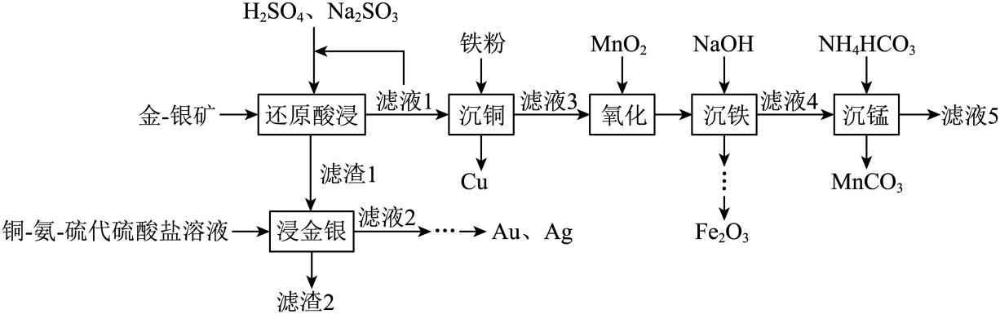 H₂SO₄、Na₂SO₃
铁粉
MnO₂
NaOH
NH₄HCO₃
金-银矿
还原酸浸
滤液1
沉铜
滤液3
氧化
沉铁
滤液4
沉锰
滤液5
滤渣1
Cu
MnCO₃
铜-氨-硫代硫酸盐溶液
浸金银
滤液2
Au、Ag
Fe₂O₃
滤渣2